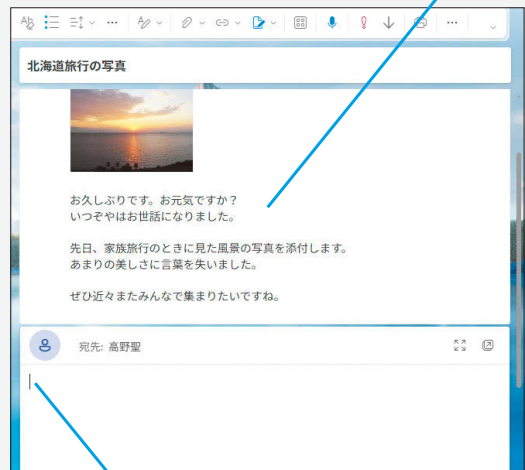 北海道旅行の写真
お久しぶりです。お元気ですか？
いつぞやはお世話になりました。
先日、家族旅行のときに見た風景の写真を添付します。
あまりの美しさに言葉を失いました。
ぜひ近々またみんなで集まりたいですね。
宛先: 高野聖